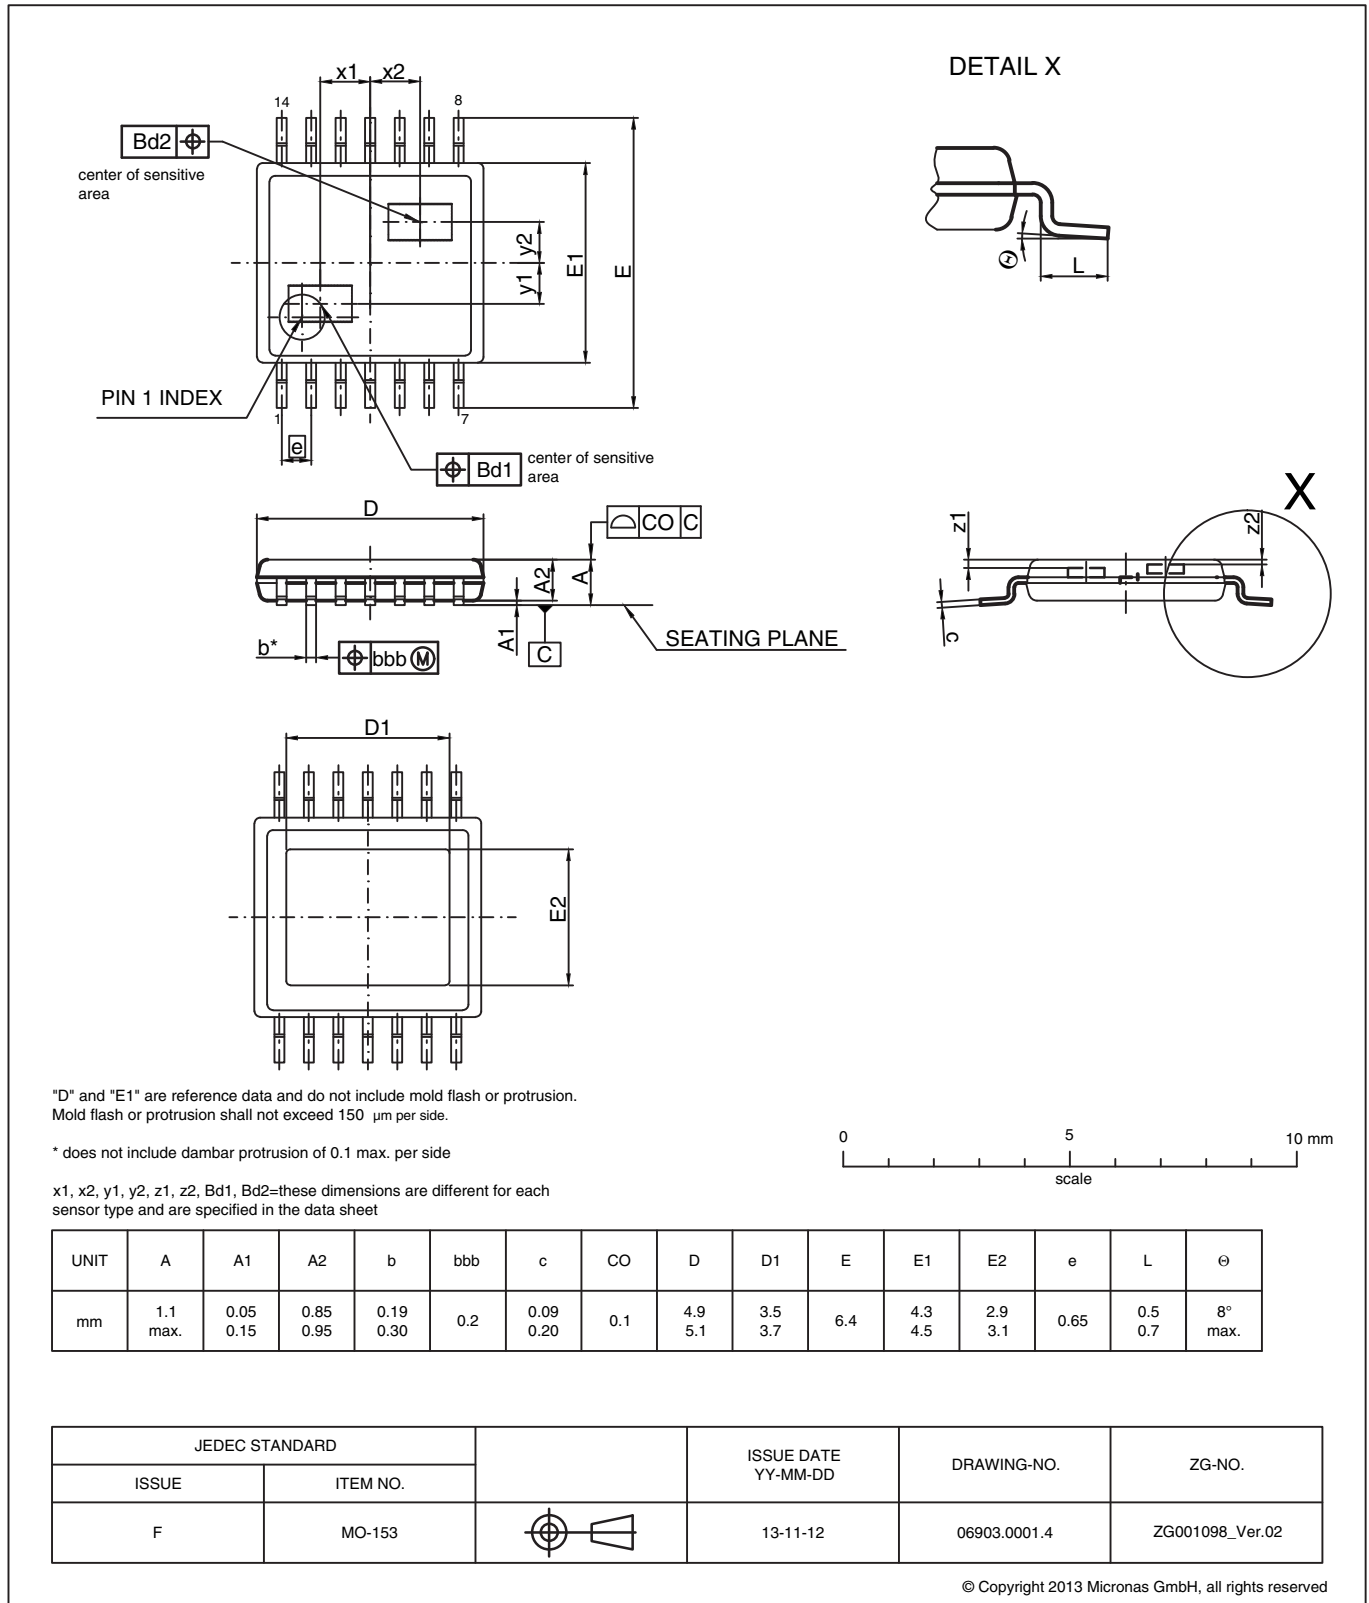 DETAIL X
x1 x2
14 8
Bd2
center of sensitive
area
y2
y1
E1
E
Θ
L
PIN 1 INDEX
1 7
e
Bd1
center of sensitive
area
D
CO C
A2
A
A1
C
SEATING PLANE
b*
bbb M
X
z1
z2
c
D1
E2
"D" and "E1" are reference data and do not include mold flash or protrusion.
Mold flash or protrusion shall not exceed 150 µm per side.
* does not include dambar protrusion of 0.1 max. per side
x1, x2, y1, y2, z1, z2, Bd1, Bd2=these dimensions are different for each
sensor type and are specified in the data sheet
0 5 10 mm
scale
UNIT A A1 A2 b bbb c CO D D1 E E1 E2 e L Θ
mm 1.1 max. 0.05 0.15 0.85 0.95 0.19 0.30 0.2 0.09 0.20 0.1 4.9 5.1 3.5 3.7 6.4 4.3 4.5 2.9 3.1 0.65 0.5 0.7 8° max.
JEDEC STANDARD
ISSUE ITEM NO.
ISSUE DATE
YY-MM-DD
DRAWING-NO.
ZG-NO.
F MO-153 13-11-12 06903.0001.4 ZG001098_Ver.02
© Copyright 2013 Micronas GmbH, all rights reserved